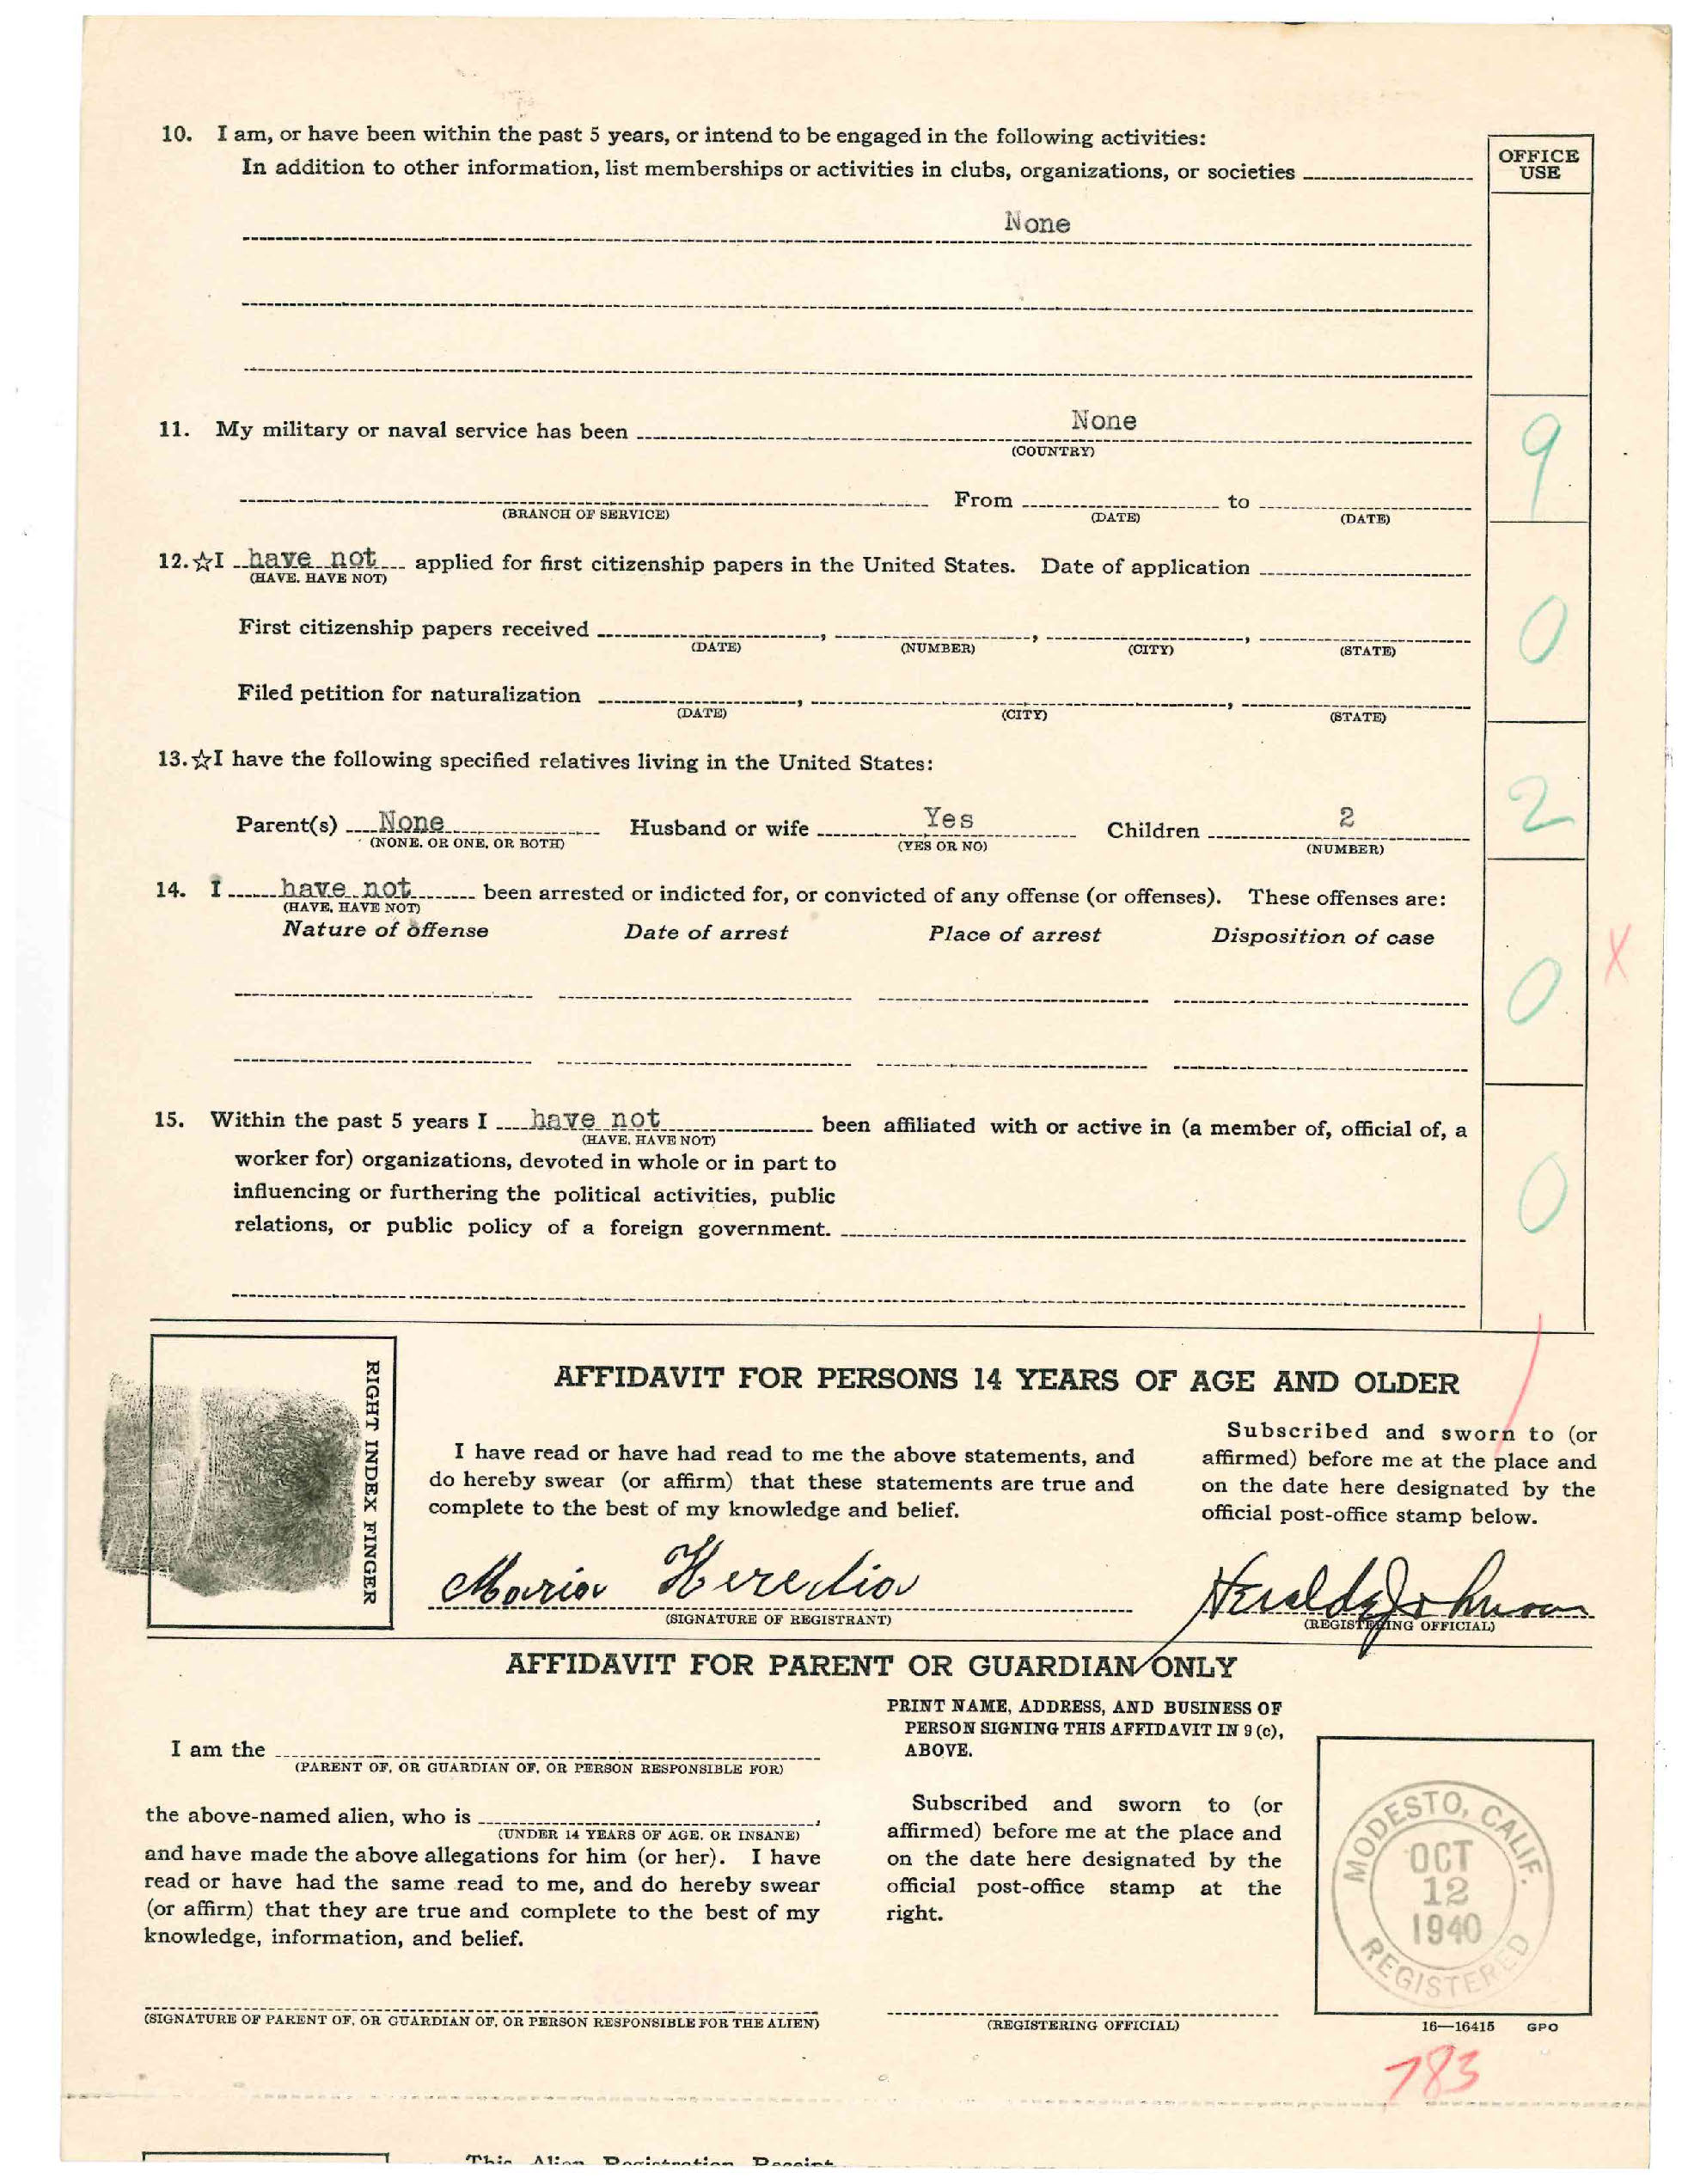 10. I am, or have been within the past 5 years, or intend to be engaged in the following activities:
In addition to other information, list memberships or activities in clubs, organizations, or societies
OFFICE
USE
None
11. My military or naval service has been None
(COUNTRY)
9
From to
(BRANCH OF SERVICE) (DATE) (DATE)
12. ☆I have not applied for first citizenship papers in the United States. Date of application
(HAVE, HAVE NOT)
First citizenship papers received , , ,
(DATE) (NUMBER) (CITY) (STATE)
0
Filed petition for naturalization , ,
(DATE) (CITY) (STATE)
13. ☆I have the following specified relatives living in the United States:
Parent(s) None Husband or wife Yes Children 2
(NONE, OR ONE, OR BOTH) (YES OR NO) (NUMBER)
2
14. I have not been arrested or indicted for, or convicted of any offense (or offenses). These offenses are:
(HAVE, HAVE NOT)
Nature of offense Date of arrest Place of arrest Disposition of case
X
0
15. Within the past 5 years I have not been affiliated with or active in (a member of, official of, a
(HAVE, HAVE NOT)
worker for) organizations, devoted in whole or in part to
influencing or furthering the political activities, public
relations, or public policy of a foreign government.
0
RIGHT INDEX FINGER
AFFIDAVIT FOR PERSONS 14 YEARS OF AGE AND OLDER
I have read or have had read to me the above statements, and
do hereby swear (or affirm) that these statements are true and
complete to the best of my knowledge and belief.
Subscribed and sworn to (or
affirmed) before me at the place and
on the date here designated by the
official post-office stamp below.
Maria Heredia
(SIGNATURE OF REGISTRANT)
Johnson
(REGISTERING OFFICIAL)
AFFIDAVIT FOR PARENT OR GUARDIAN ONLY
I am the
(PARENT OF, OR GUARDIAN OF, OR PERSON RESPONSIBLE FOR)
the above-named alien, who is ,
(UNDER 14 YEARS OF AGE, OR INSANE)
and have made the above allegations for him (or her). I have
read or have had the same read to me, and do hereby swear
(or affirm) that they are true and complete to the best of my
knowledge, information, and belief.
(SIGNATURE OF PARENT OF, OR GUARDIAN OF, OR PERSON RESPONSIBLE FOR THE ALIEN)
PRINT NAME, ADDRESS, AND BUSINESS OF
PERSON SIGNING THIS AFFIDAVIT IN 9 (c),
ABOVE.
Subscribed and sworn to (or
affirmed) before me at the place and
on the date here designated by the
official post-office stamp at the
right.
(REGISTERING OFFICIAL)
MODESTO, CALIF.
OCT
12
1940
REGISTERED
16—16415 GPO
783
This Alien Registration Receipt